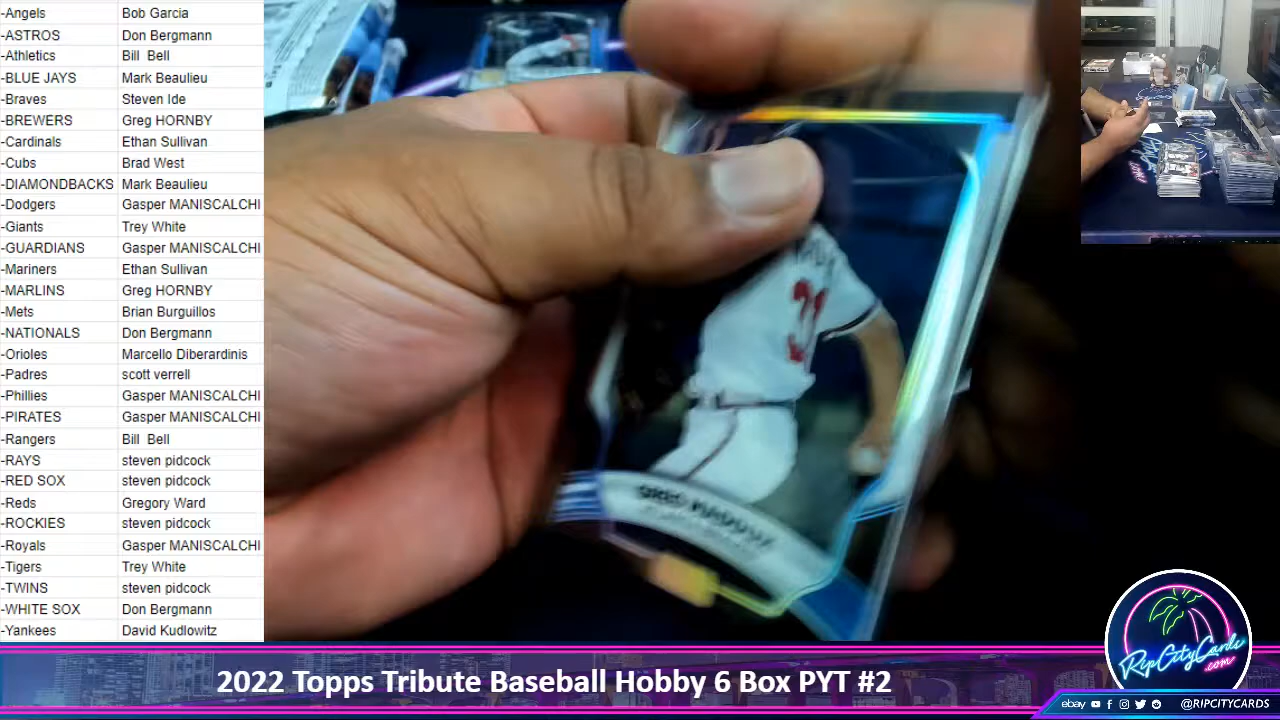 -Angels Bob Garcia
-ASTROS Don Bergmann
-Athletics Bill Bell
-BLUE JAYS Mark Beaulieu
-Braves Steven Ide
-BREWERS Greg HORNBY
-Cardinals Ethan Sullivan
-Cubs Brad West
-DIAMONDBACKS Mark Beaulieu
-Dodgers Gasper MANISCALCHI
-Giants Trey White
-GUARDIANS Gasper MANISCALCHI
-Mariners Ethan Sullivan
-MARLINS Greg HORNBY
-Mets Brian Burguillos
-NATIONALS Don Bergmann
-Orioles Marcello Diberardinis
-Padres scott verrell
-Phillies Gasper MANISCALCHI
-PIRATES Gasper MANISCALCHI
-Rangers Bill Bell
-RAYS steven pidcock
-RED SOX steven pidcock
-Reds Gregory Ward
-ROCKIES steven pidcock
-Royals Gasper MANISCALCHI
-Tigers Trey White
-TWINS steven pidcock
-WHITE SOX Don Bergmann
-Yankees David Kudlowitz
31
GREG MADDUX
RipCityCards
.com
2022 Topps Tribute Baseball Hobby 6 Box PYT #2
ebay @RIPCITYCARDS